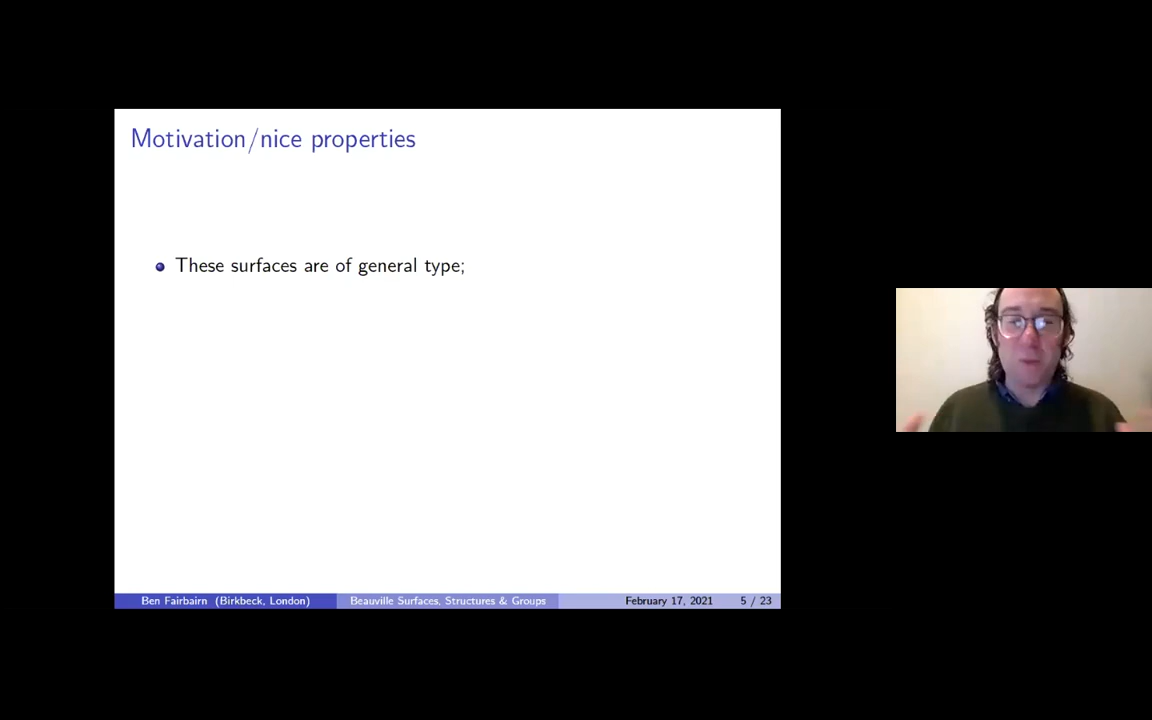 Motivation/nice properties
These surfaces are of general type;
Ben Fairbairn (Birkbeck, London) Beauville Surfaces, Structures & Groups February 17, 2021 5 / 23